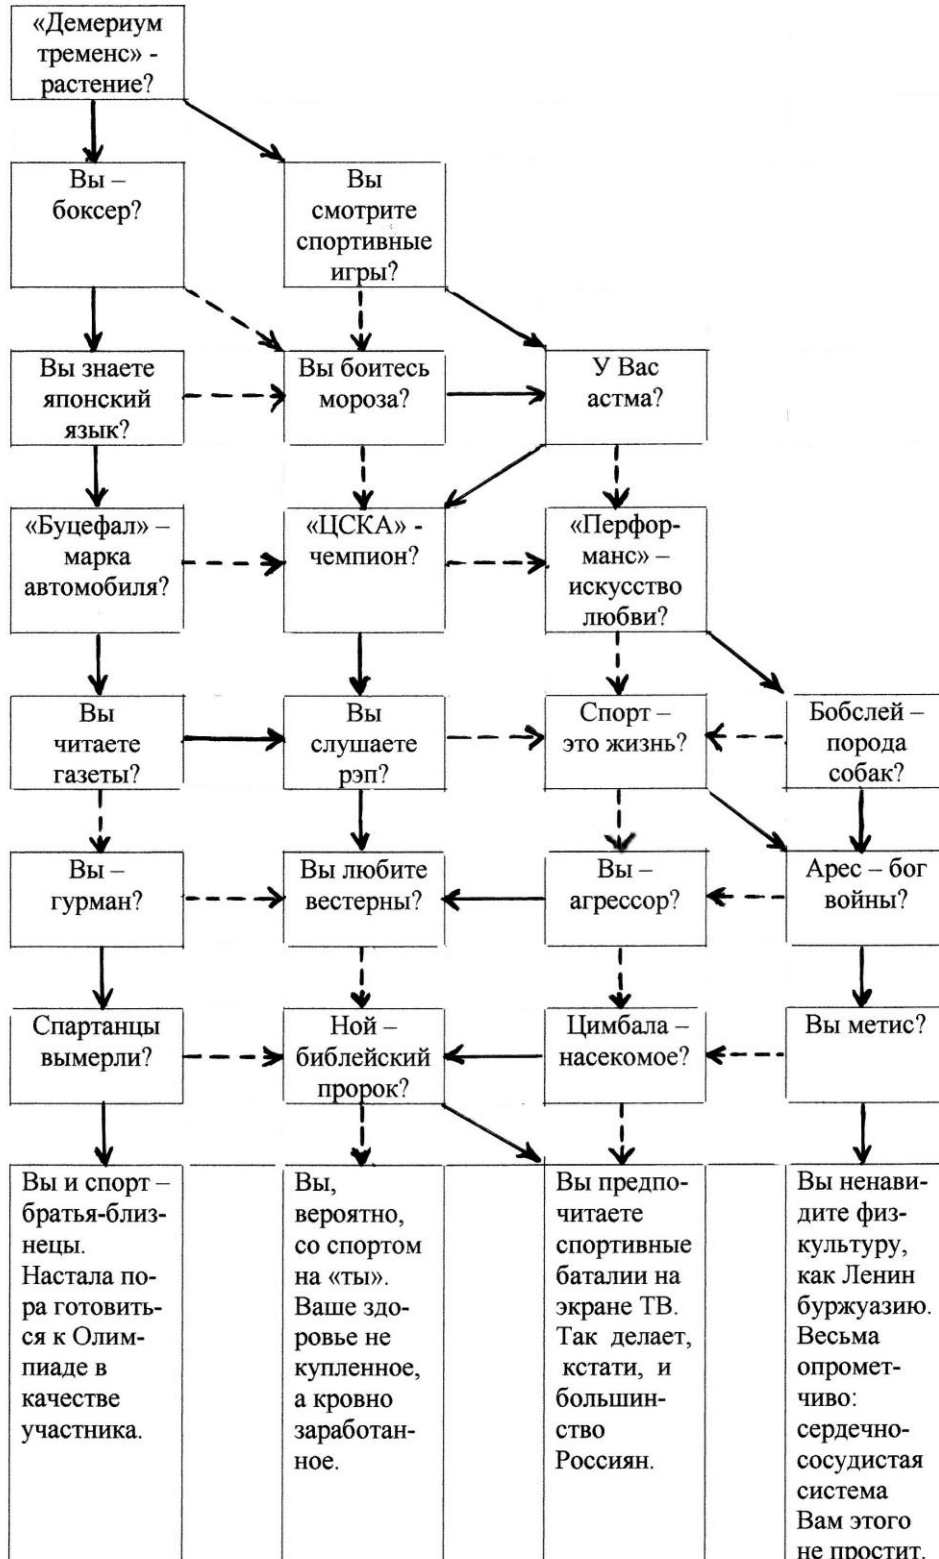 «Демериум
тременс» -
растение?
Вы –
боксер?
Вы
смотрите
спортивные
игры?
Вы знаете
японский
язык?
Вы боитесь
мороза?
У Вас
астма?
«Буцефал» –
марка
автомобиля?
«ЦСКА» -
чемпион?
«Перфор-
манс» –
искусство
любви?
Вы
читаете
газеты?
Вы
слушаете
рэп?
Спорт –
это жизнь?
Бобслей –
порода
собак?
Вы –
гурман?
Вы любите
вестерны?
Вы –
агрессор?
Арес – бог
войны?
Спартанцы
вымерли?
Ной –
библейский
пророк?
Цимбала –
насекомое?
Вы метис?
Вы и спорт –
братья-близ-
нецы.
Настала по-
ра готовить-
ся к Олим-
пиаде в
качестве
участника.
Вы,
вероятно,
со спортом
на «ты».
Ваше здо-
ровье не
купленное,
а кровно
заработан-
ное.
Вы предпо-
читаете
спортивные
баталии на
экране ТВ.
Так делает,
кстати, и
большин-
ство
Россиян.
Вы ненави-
дите физ-
культуру,
как Ленин
буржуазию.
Весьма
опромет-
чиво:
сердечно-
сосудистая
система
Вам этого
не простит.